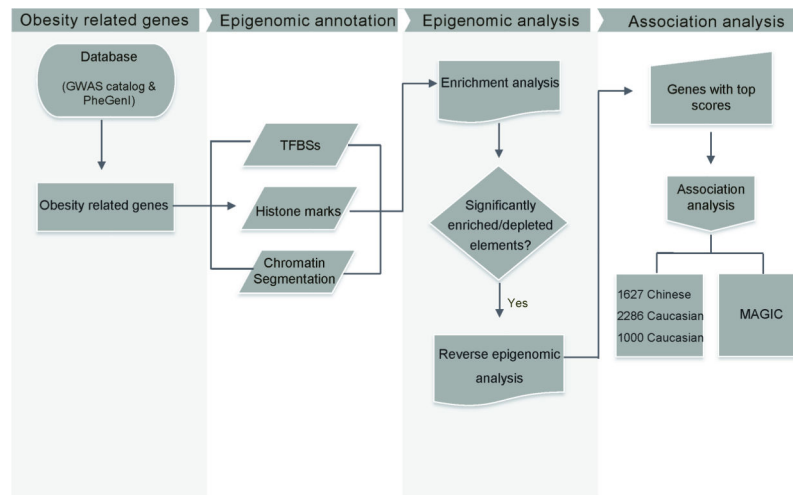 Obesity related genes
Epigenomic annotation
Epigenomic analysis
Association analysis
Database
(GWAS catalog &
PheGenI)
Obesity related genes
TFBSs
Histone marks
Chromatin
Segmentation
Enrichment analysis
Significantly
enriched/depleted
elements?
Yes
Reverse epigenomic
analysis
Genes with top
scores
Association
analysis
1627 Chinese
2286 Caucasian
1000 Caucasian
MAGIC